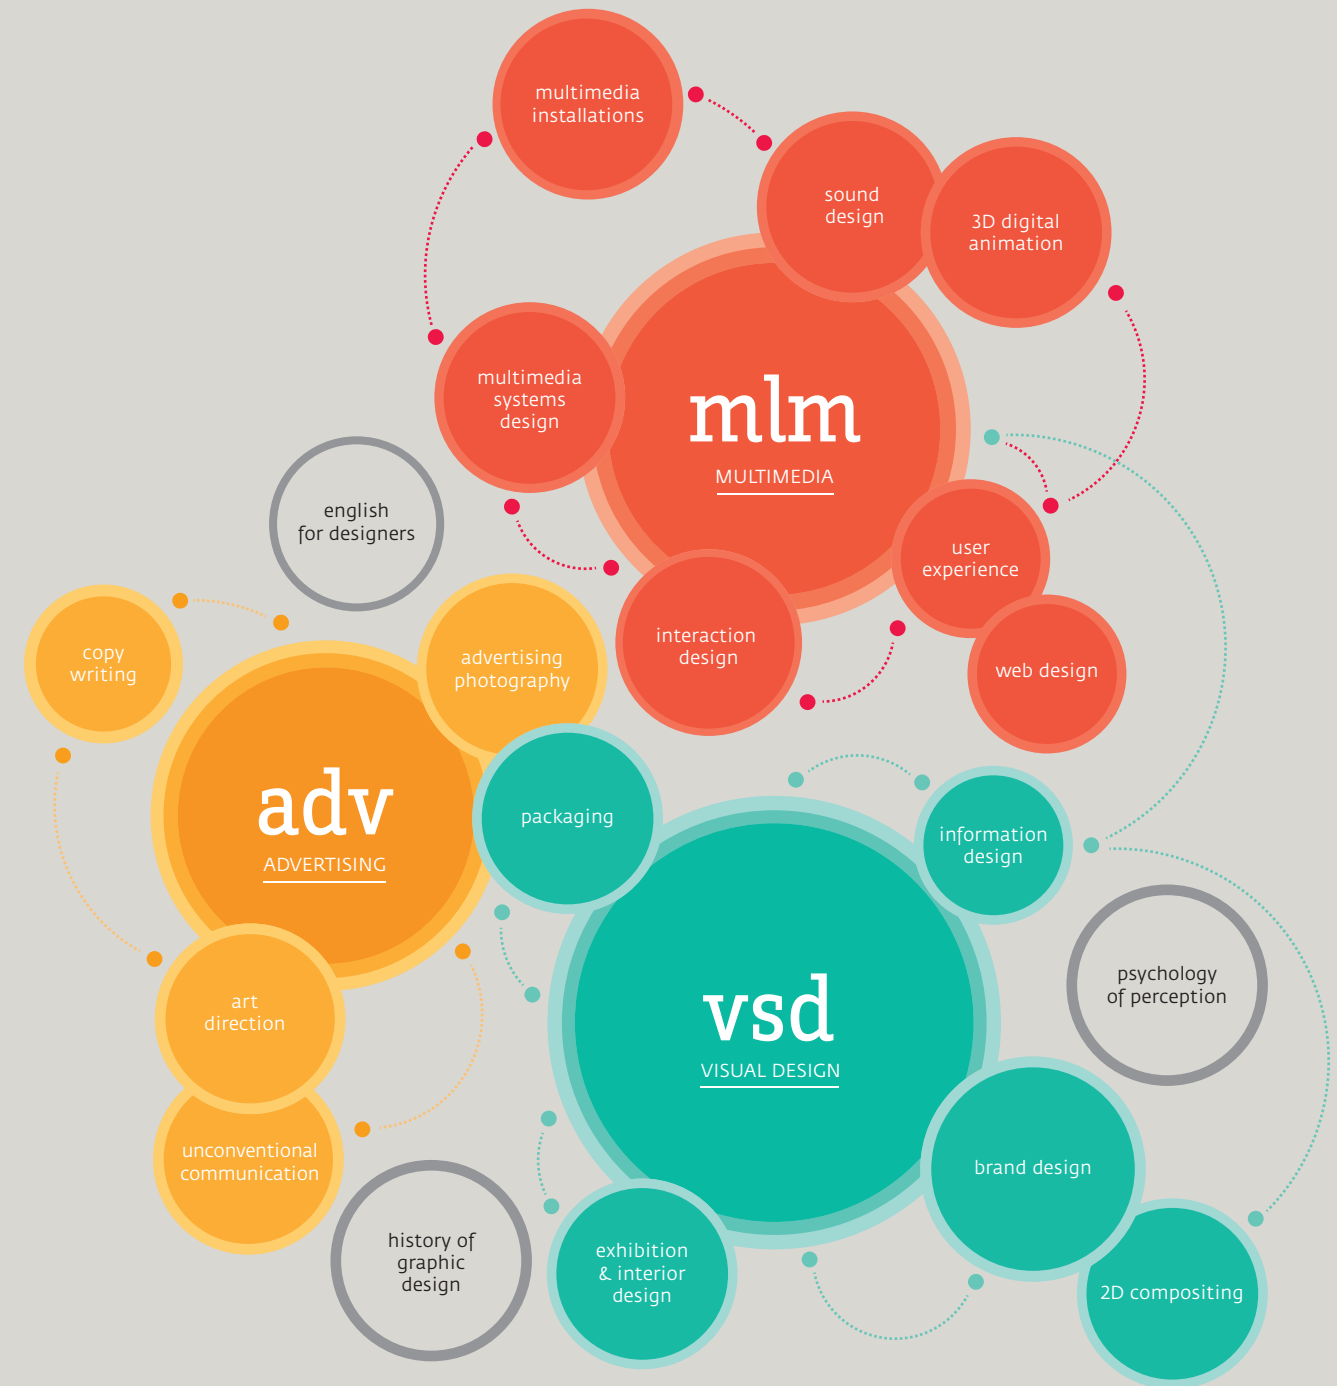 multimedia
installations
sound
design
3D digital
animation
multimedia
systems
design
mlm
MULTIMEDIA
english
for designers
user
experience
interaction
design
web design
copy
writing
advertising
photography
adv
ADVERTISING
packaging
information
design
art
direction
vsd
VISUAL DESIGN
psychology
of perception
unconventional
communication
brand design
history of
graphic
design
exhibition
& interior
design
2D compositing